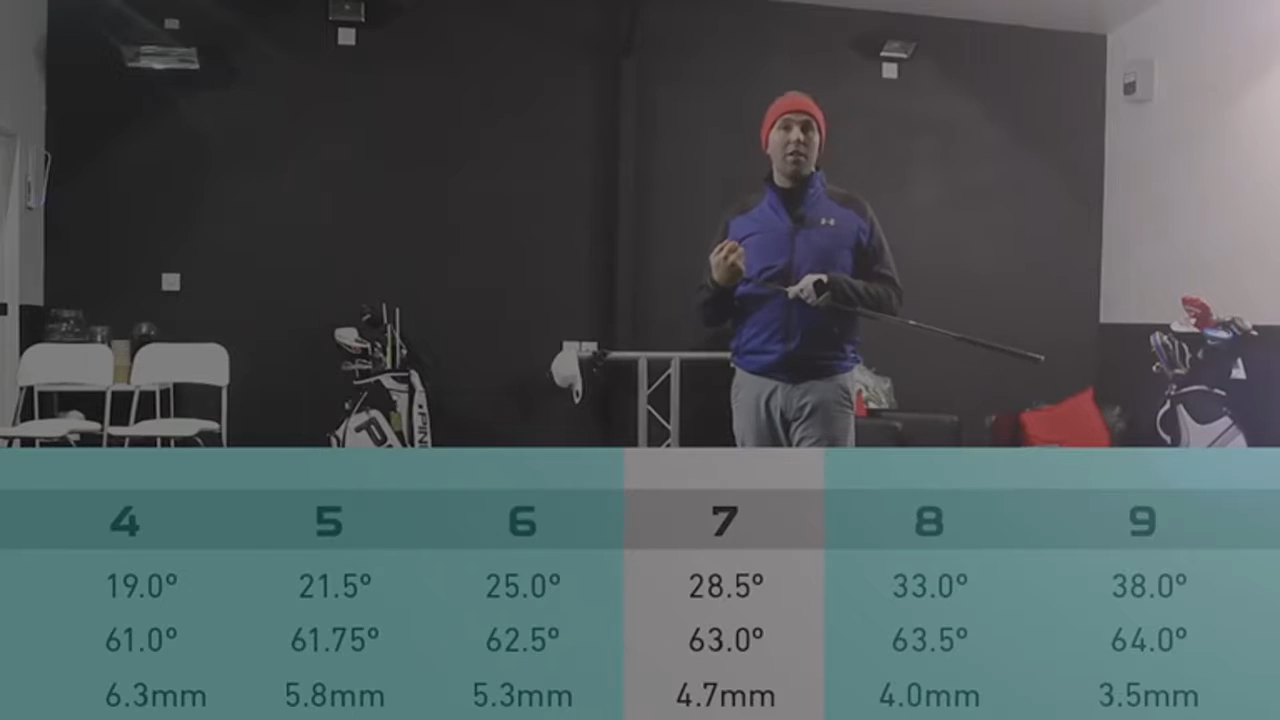 PING
4 5 6 7 8 9
19.0° 21.5° 25.0° 28.5° 33.0° 38.0°
61.0° 61.75° 62.5° 63.0° 63.5° 64.0°
6.3mm 5.8mm 5.3mm 4.7mm 4.0mm 3.5mm